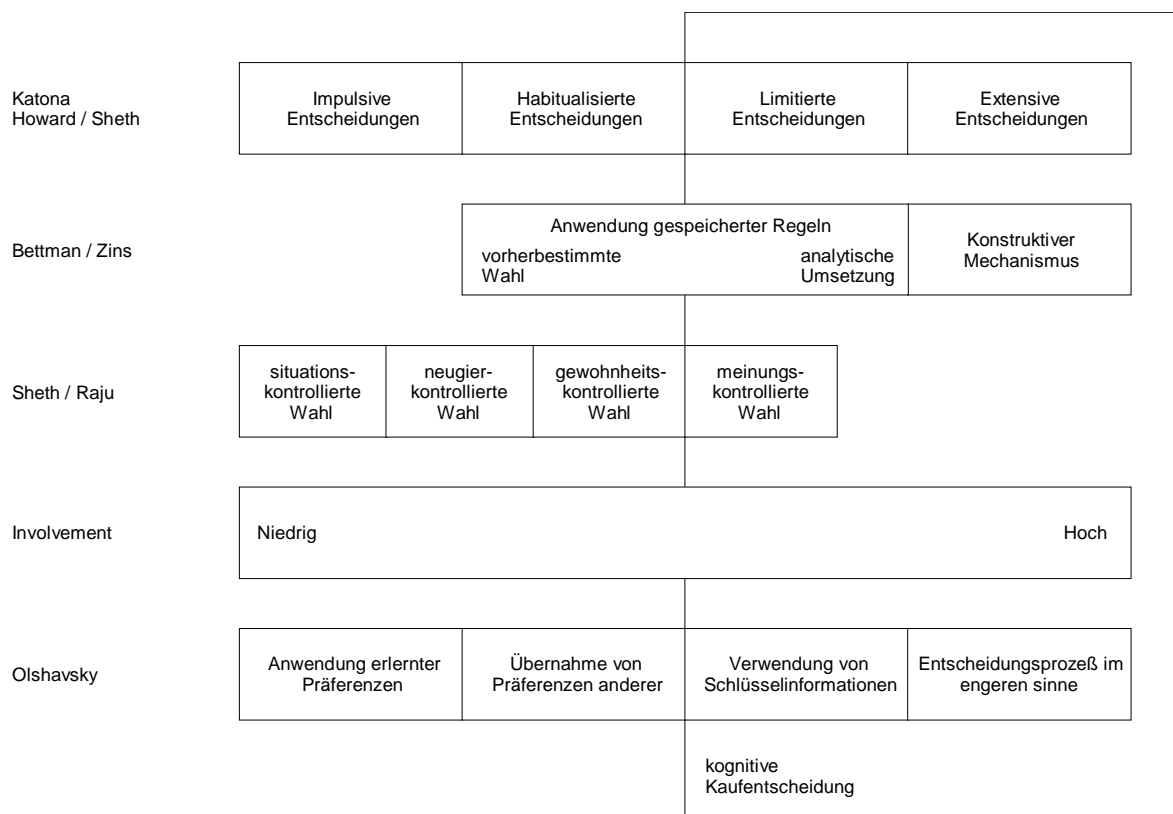 Katona
Howard / Sheth
Impulsive
Entscheidungen
Habitualisierte
Entscheidungen
Limitierte
Entscheidungen
Extensive
Entscheidungen
Bettman / Zins
Anwendung gespeicherter Regeln
vorherbestimmte
Wahl
analytische
Umsetzung
Konstruktiver
Mechanismus
Sheth / Raju
situations-
kontrollierte
Wahl
neugier-
kontrollierte
Wahl
gewohnheits-
kontrollierte
Wahl
meinungs-
kontrollierte
Wahl
Involvement
Niedrig
Hoch
Olshavsky
Anwendung erlernter
Präferenzen
Übernahme von
Präferenzen anderer
Verwendung von
Schlüsselinformationen
Entscheidungsprozeß im
engeren sinne
kognitive
Kaufentscheidung